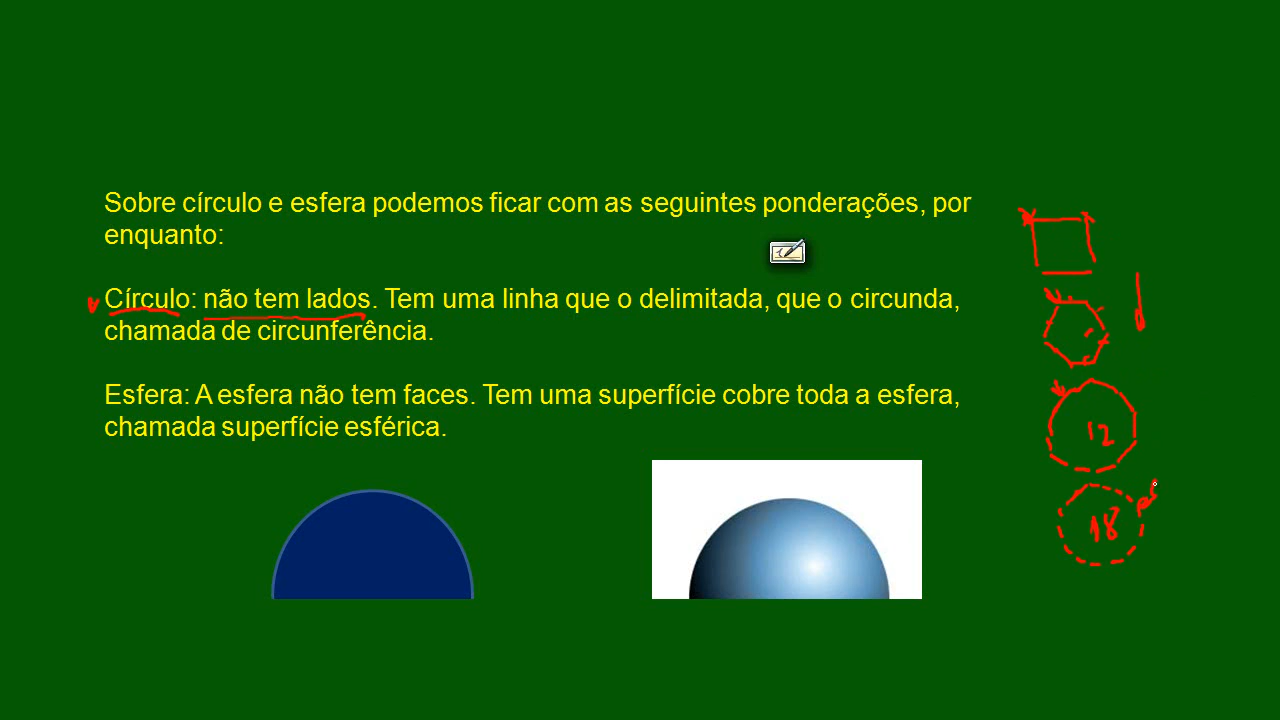 Sobre círculo e esfera podemos ficar com as seguintes ponderações, por
enquanto:
Círculo: não tem lados. Tem uma linha que o delimitada, que o circunda,
chamada de circunferência.
Esfera: A esfera não tem faces. Tem uma superfície cobre toda a esfera,
chamada superfície esférica.
12
18